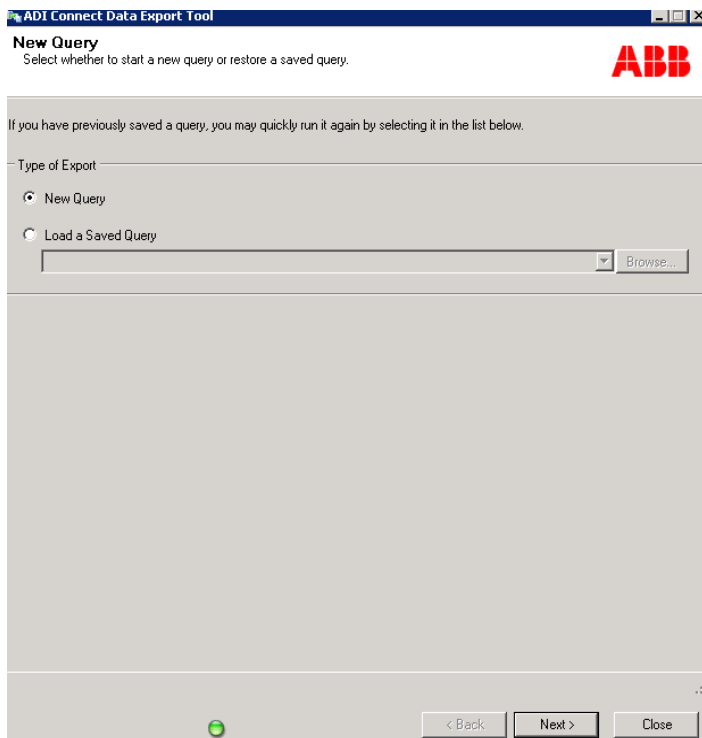 ADI Connect Data Export Tool
New Query
Select whether to start a new query or restore a saved query.
ABB
If you have previously saved a query, you may quickly run it again by selecting it in the list below.
Type of Export
New Query
Load a Saved Query
Browse...
< Back
Next >
Close